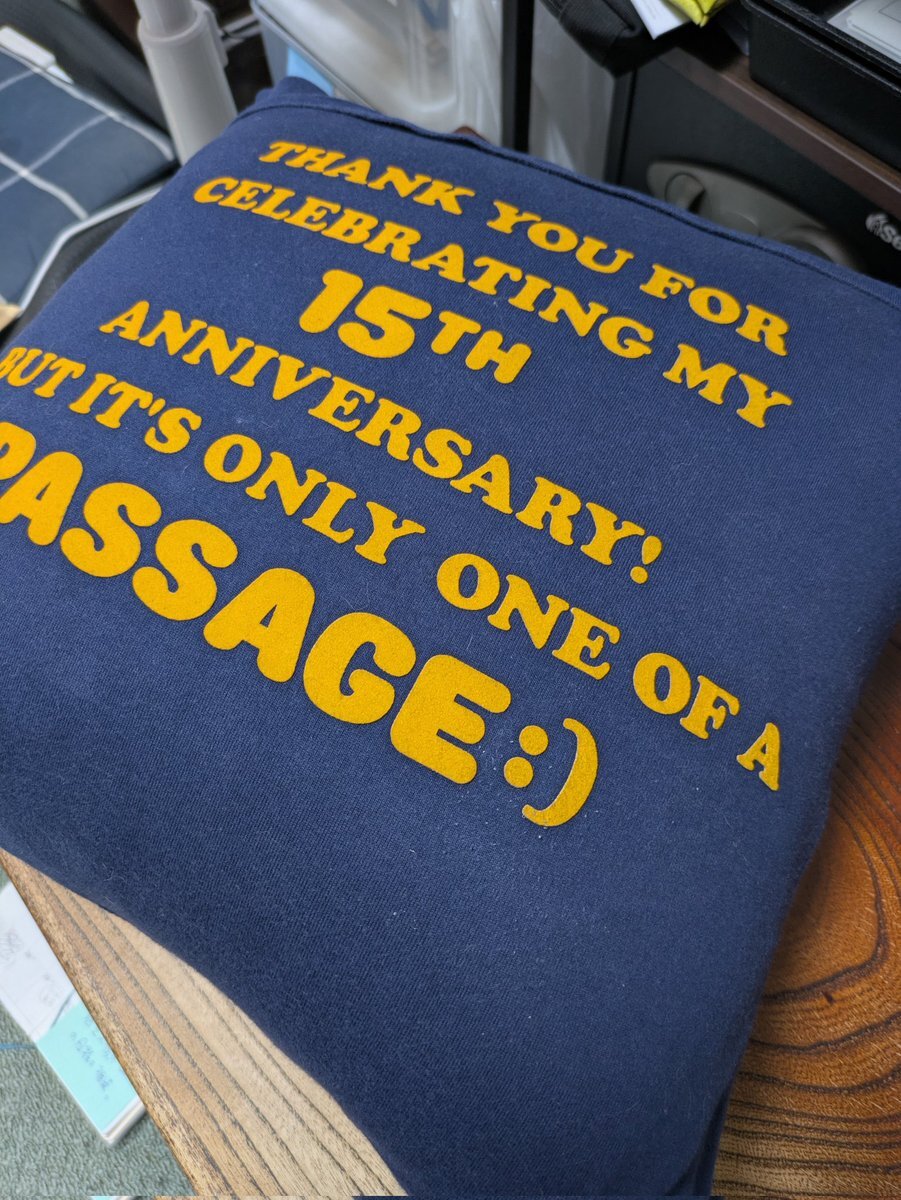 THANK YOU FOR
CELEBRATING MY
15TH
ANNIVERSARY!
BUT IT'S ONLY ONE OF A
PASSAGE :)